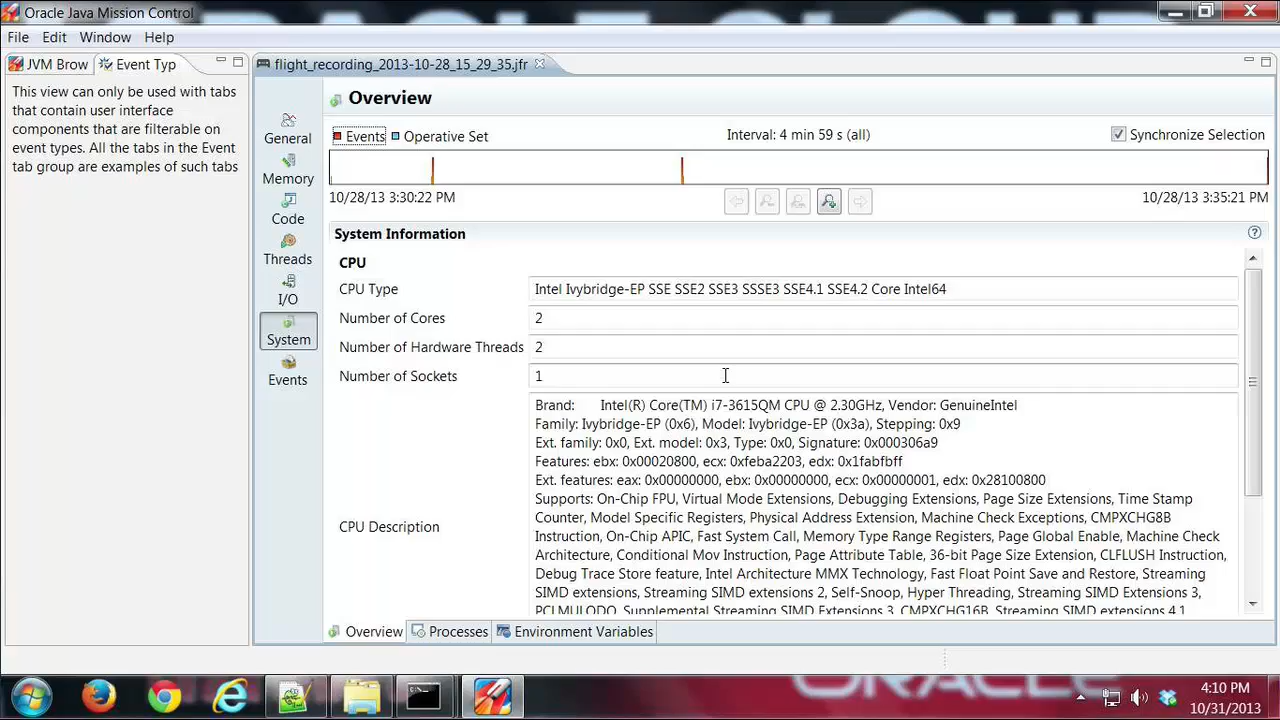 Oracle Java Mission Control
File Edit Window Help
JVM Brow Event Typ
flight_recording_2013-10-28_15_29_35.jfr
This view can only be used with tabs
that contain user interface
components that are filterable on
event types. All the tabs in the Event
tab group are examples of such tabs
General
Memory
Code
Threads
I/O
System
Events
Overview
Events Operative Set Interval: 4 min 59 s (all) Synchronize Selection
10/28/13 3:30:22 PM 10/28/13 3:35:21 PM
System Information
CPU
CPU Type Intel Ivybridge-EP SSE SSE2 SSE3 SSSE3 SSE4.1 SSE4.2 Core Intel64
Number of Cores 2
Number of Hardware Threads 2
Number of Sockets 1
CPU Description
Brand: Intel(R) Core(TM) i7-3615QM CPU @ 2.30GHz, Vendor: GenuineIntel
Family: Ivybridge-EP (0x6), Model: Ivybridge-EP (0x3a), Stepping: 0x9
Ext. family: 0x0, Ext. model: 0x3, Type: 0x0, Signature: 0x000306a9
Features: ebx: 0x00020800, ecx: 0xfeba2203, edx: 0x1fabfbff
Ext. features: eax: 0x00000000, ebx: 0x00000000, ecx: 0x00000001, edx: 0x28100800
Supports: On-Chip FPU, Virtual Mode Extensions, Debugging Extensions, Page Size Extensions, Time Stamp
Counter, Model Specific Registers, Physical Address Extension, Machine Check Exceptions, CMPXCHG8B
Instruction, On-Chip APIC, Fast System Call, Memory Type Range Registers, Page Global Enable, Machine Check
Architecture, Conditional Mov Instruction, Page Attribute Table, 36-bit Page Size Extension, CLFLUSH Instruction,
Debug Trace Store feature, Intel Architecture MMX Technology, Fast Float Point Save and Restore, Streaming
SIMD extensions, Streaming SIMD extensions 2, Self-Snoop, Hyper Threading, Streaming SIMD Extensions 3,
PCLMULQDQ, Supplemental Streaming SIMD Extensions 3, CMPXCHG16B, Streaming SIMD extensions 4.1
Overview Processes Environment Variables
4:10 PM
10/31/2013